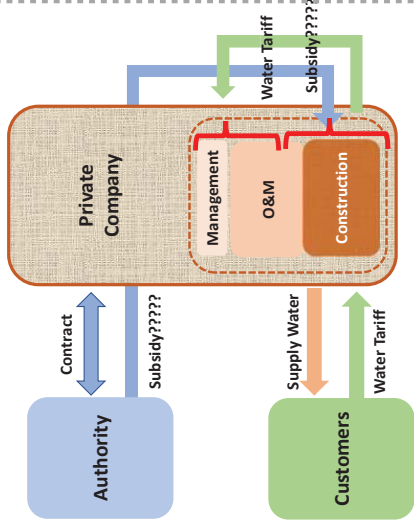 Authority
Contract
Subsidy?????
Private
Company
Management
O&M
Construction
Water Tariff
Subsidy?????
Customers
Supply Water
Water Tariff